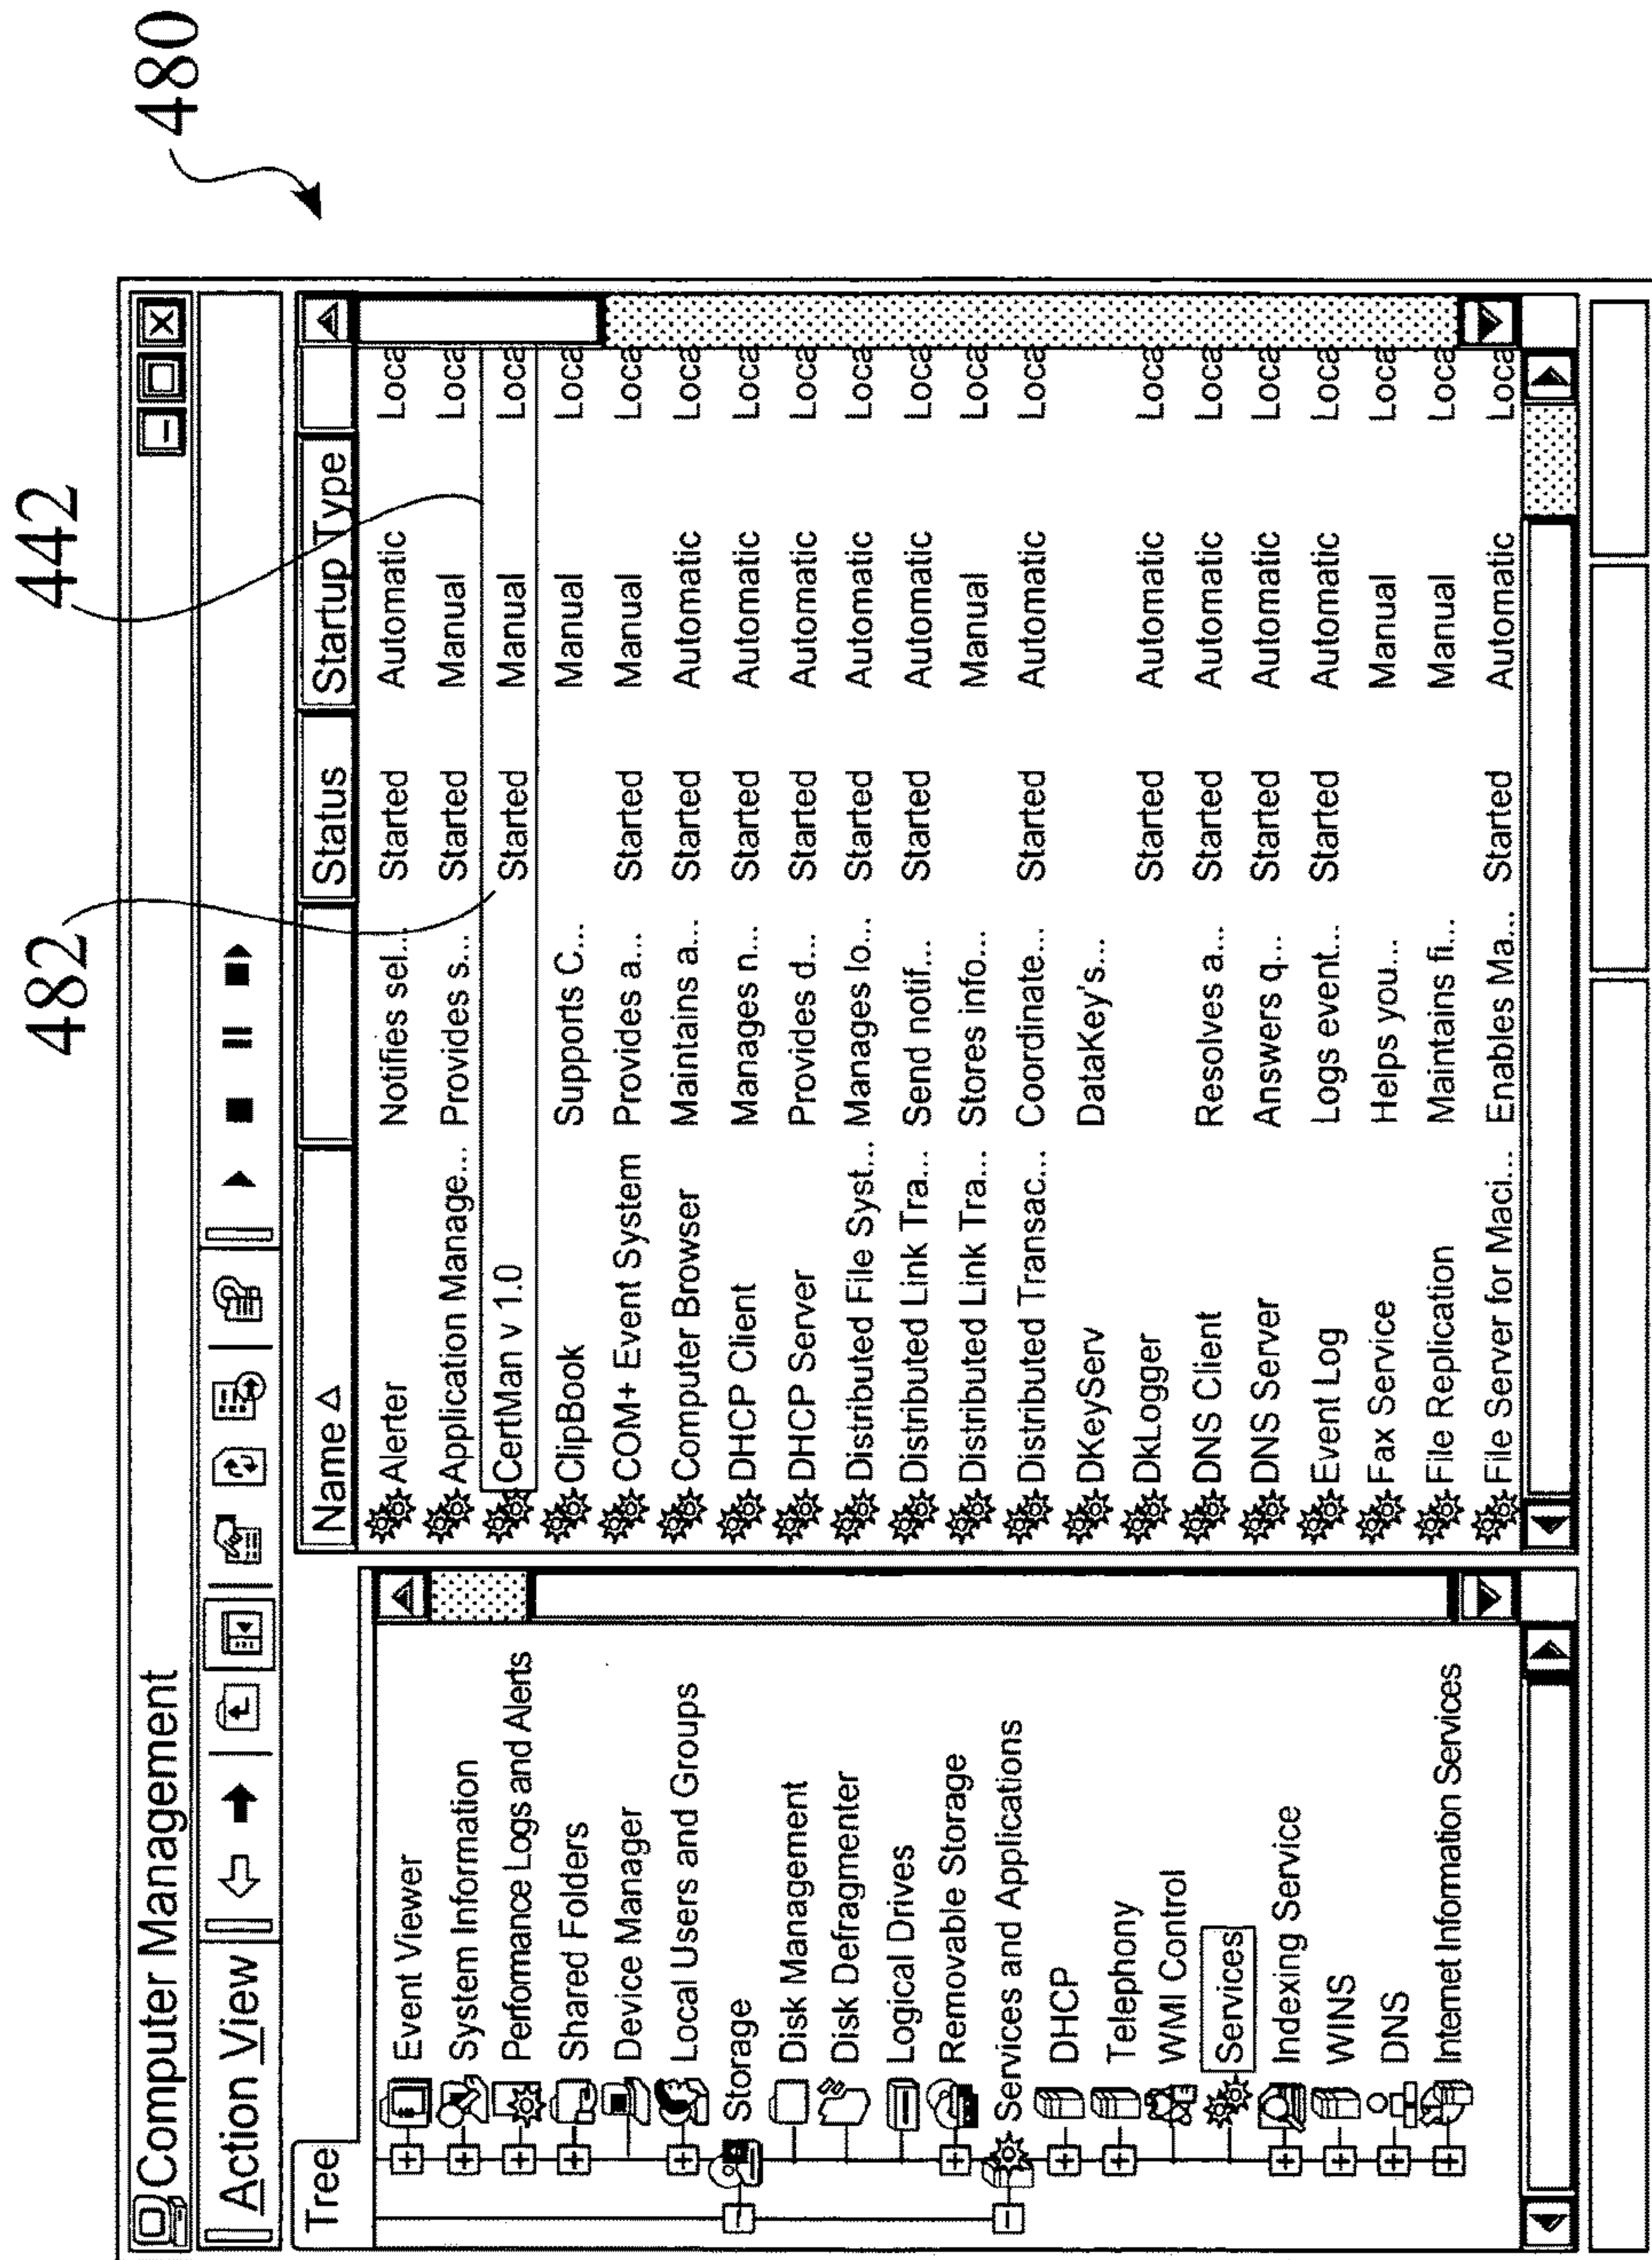 480
442
482
Computer Management
Action View
Tree
Event Viewer
System Information
Performance Logs and Alerts
Shared Folders
Device Manager
Local Users and Groups
Storage
Disk Management
Disk Defragmenter
Logical Drives
Removable Storage
Services and Applications
DHCP
Telephony
WMI Control
Services
Indexing Service
WINS
DNS
Internet Information Services
Name Status Startup Type
Alerter Notifies sel... Started Automatic Loca
Application Manage... Provides s... Started Manual Loca
CertMan v 1.0 Started Manual Loca
ClipBook Supports C... Manual Loca
COM+ Event System Provides a... Started Manual Loca
Computer Browser Maintains a... Started Automatic Loca
DHCP Client Manages n... Started Automatic Loca
DHCP Server Provides d... Started Automatic Loca
Distributed File Syst... Manages lo... Started Automatic Loca
Distributed Link Tra... Send notif... Started Automatic Loca
Distributed Link Tra... Stores info... Manual Loca
Distributed Transac... Coordinate... Started Automatic Loca
DKeyServ DataKey's...
DkLogger Started Automatic Loca
DNS Client Resolves a... Started Automatic Loca
DNS Server Answers q... Started Automatic Loca
Event Log Logs event... Started Automatic Loca
Fax Service Helps you... Manual Loca
File Replication Maintains fi... Manual Loca
File Server for Maci... Enables Ma... Started Automatic Loca